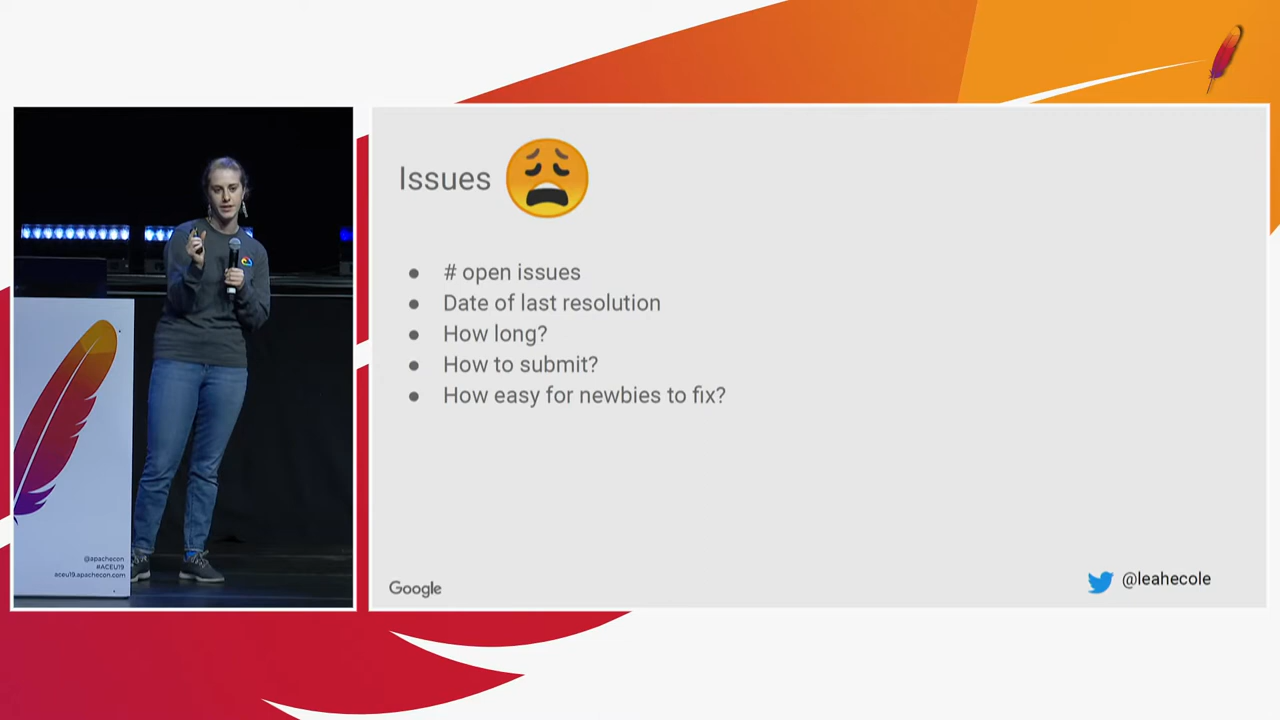 Issues
# open issues
Date of last resolution
How long?
How to submit?
How easy for newbies to fix?
Google
@leahecole
@apachecon
#ACEU19
aceu19.apachecon.com